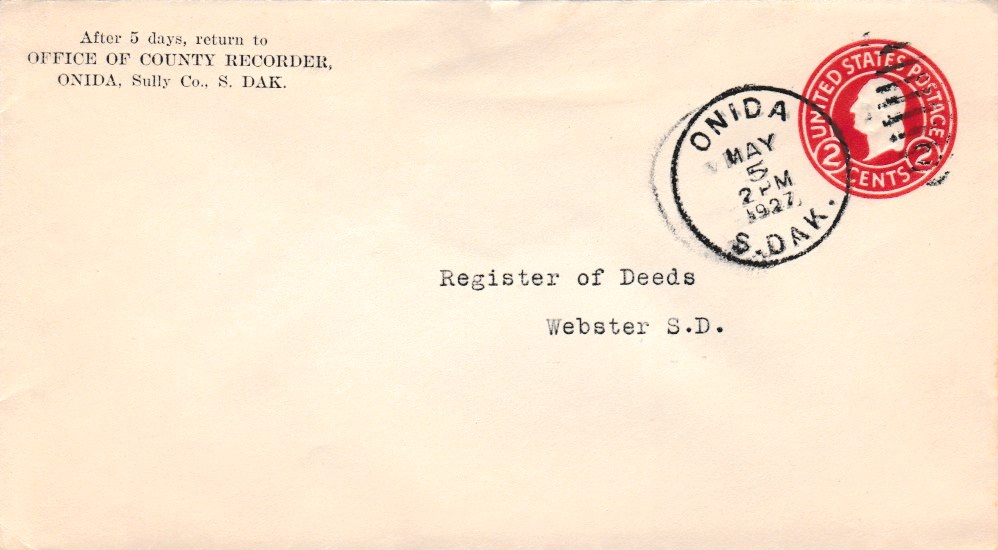 After 5 days, return to
OFFICE OF COUNTY RECORDER,
ONIDA, Sully Co., S. DAK.
UNITED STATES POSTAGE
2 CENTS 2
ONIDA
MAY
5
2 PM
1927
S. DAK.
Register of Deeds
Webster S.D.